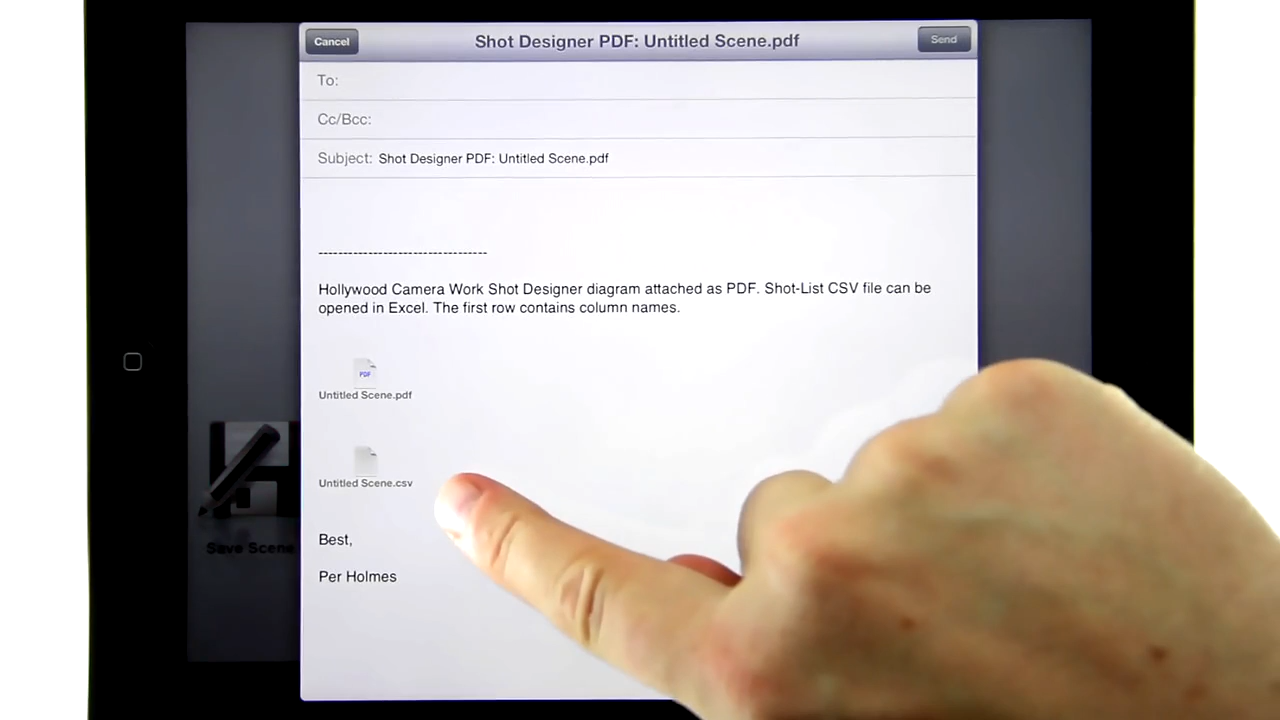 Cancel
Shot Designer PDF: Untitled Scene.pdf
Send
To:
Cc/Bcc:
Subject: Shot Designer PDF: Untitled Scene.pdf
----------------------------------
Hollywood Camera Work Shot Designer diagram attached as PDF. Shot-List CSV file can be
opened in Excel. The first row contains column names.
PDF
Untitled Scene.pdf
Untitled Scene.csv
Save Scene
Best,
Per Holmes